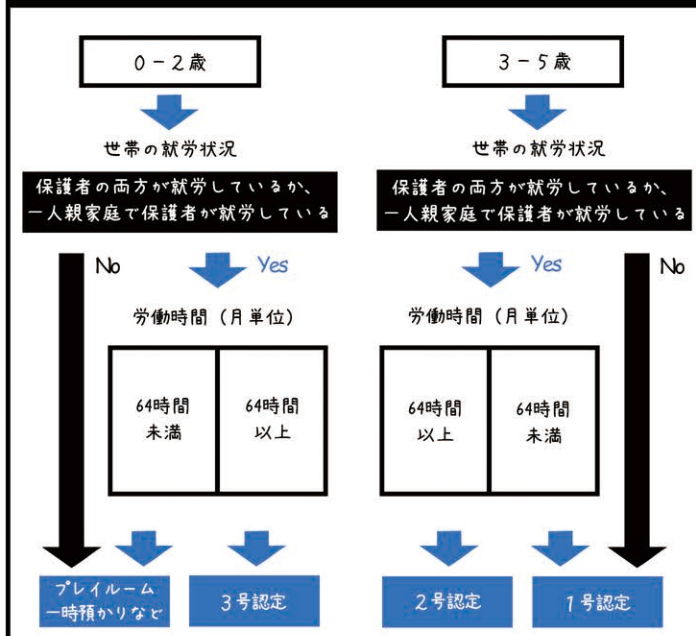 0-2歳
世帯の就労状況
保護者の両方が就労しているか、
一人親家庭で保護者が就労している
No
Yes
労働時間(月単位)
64時間
未満
64時間
以上
プレイルーム
一時預かりなど
3号認定
3-5歳
世帯の就労状況
保護者の両方が就労しているか、
一人親家庭で保護者が就労している
Yes
No
労働時間(月単位)
64時間
以上
64時間
未満
2号認定
1号認定